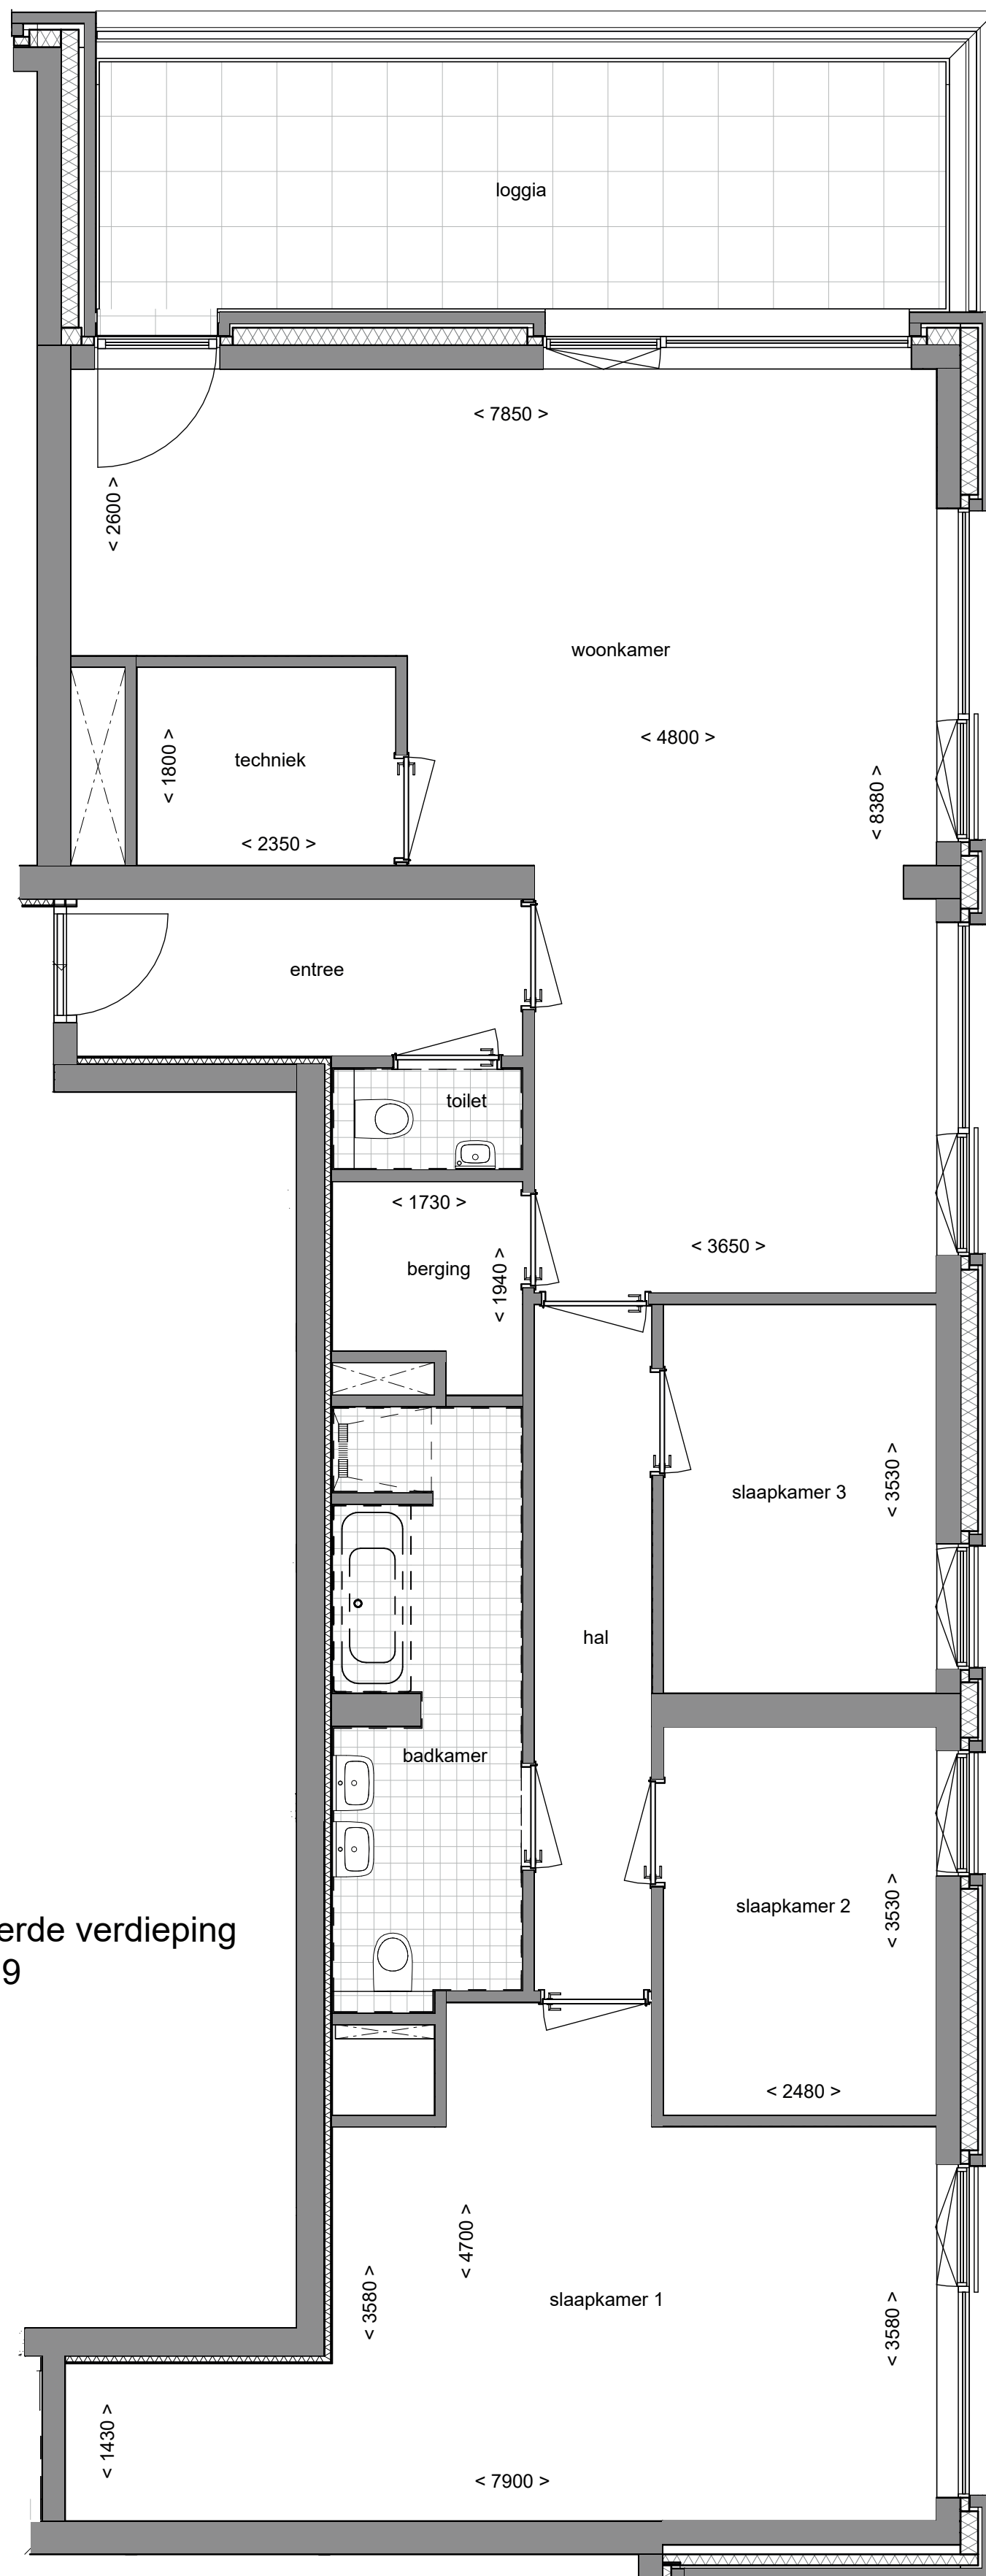 loggia
< 7850 >
< 2600 >
woonkamer
< 4800 >
techniek
< 1800 >
< 8380 >
< 2350 >
entree
toilet
< 1730 >
berging
< 1940 >
< 3650 >
slaapkamer 3
< 3530 >
hal
badkamer
slaapkamer 2
< 3530 >
erde verdieping
9
< 2480 >
< 4700 >
slaapkamer 1
< 3580 >
< 3580 >
< 1430 >
< 7900 >